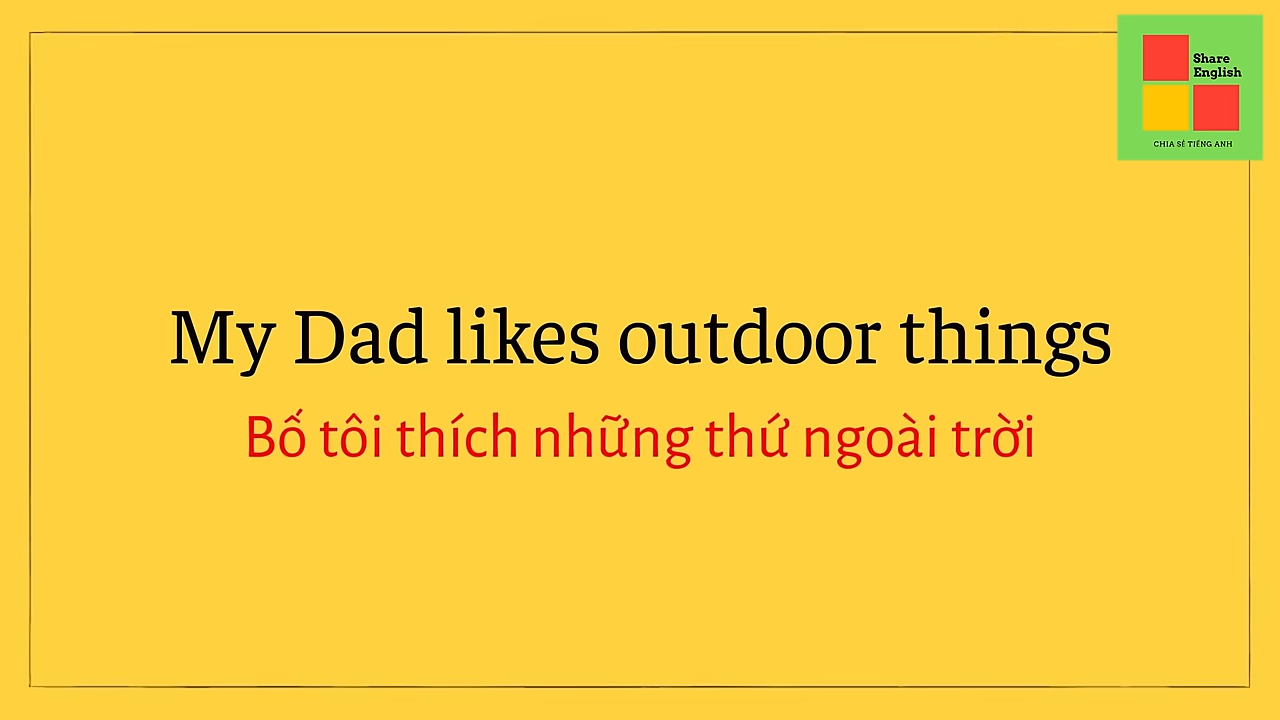 Share
English
CHIA SẺ TIẾNG ANH
My Dad likes outdoor things
Bố tôi thích những thứ ngoài trời